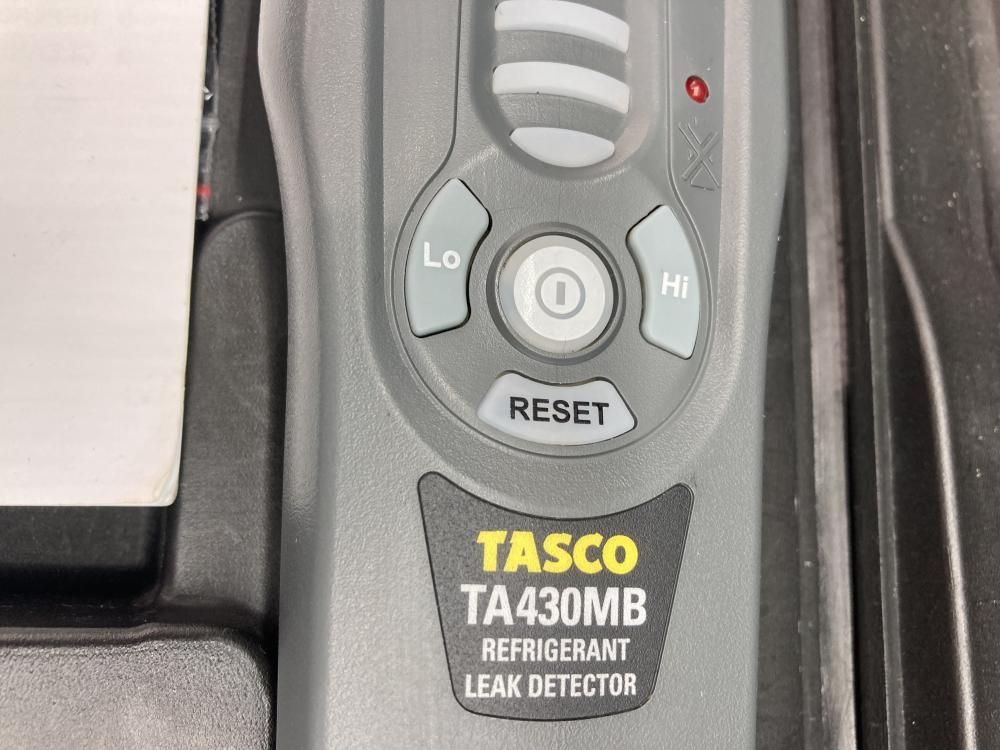 Lo
Hi
RESET
TASCO
TA430MB
REFRIGERANT
LEAK DETECTOR